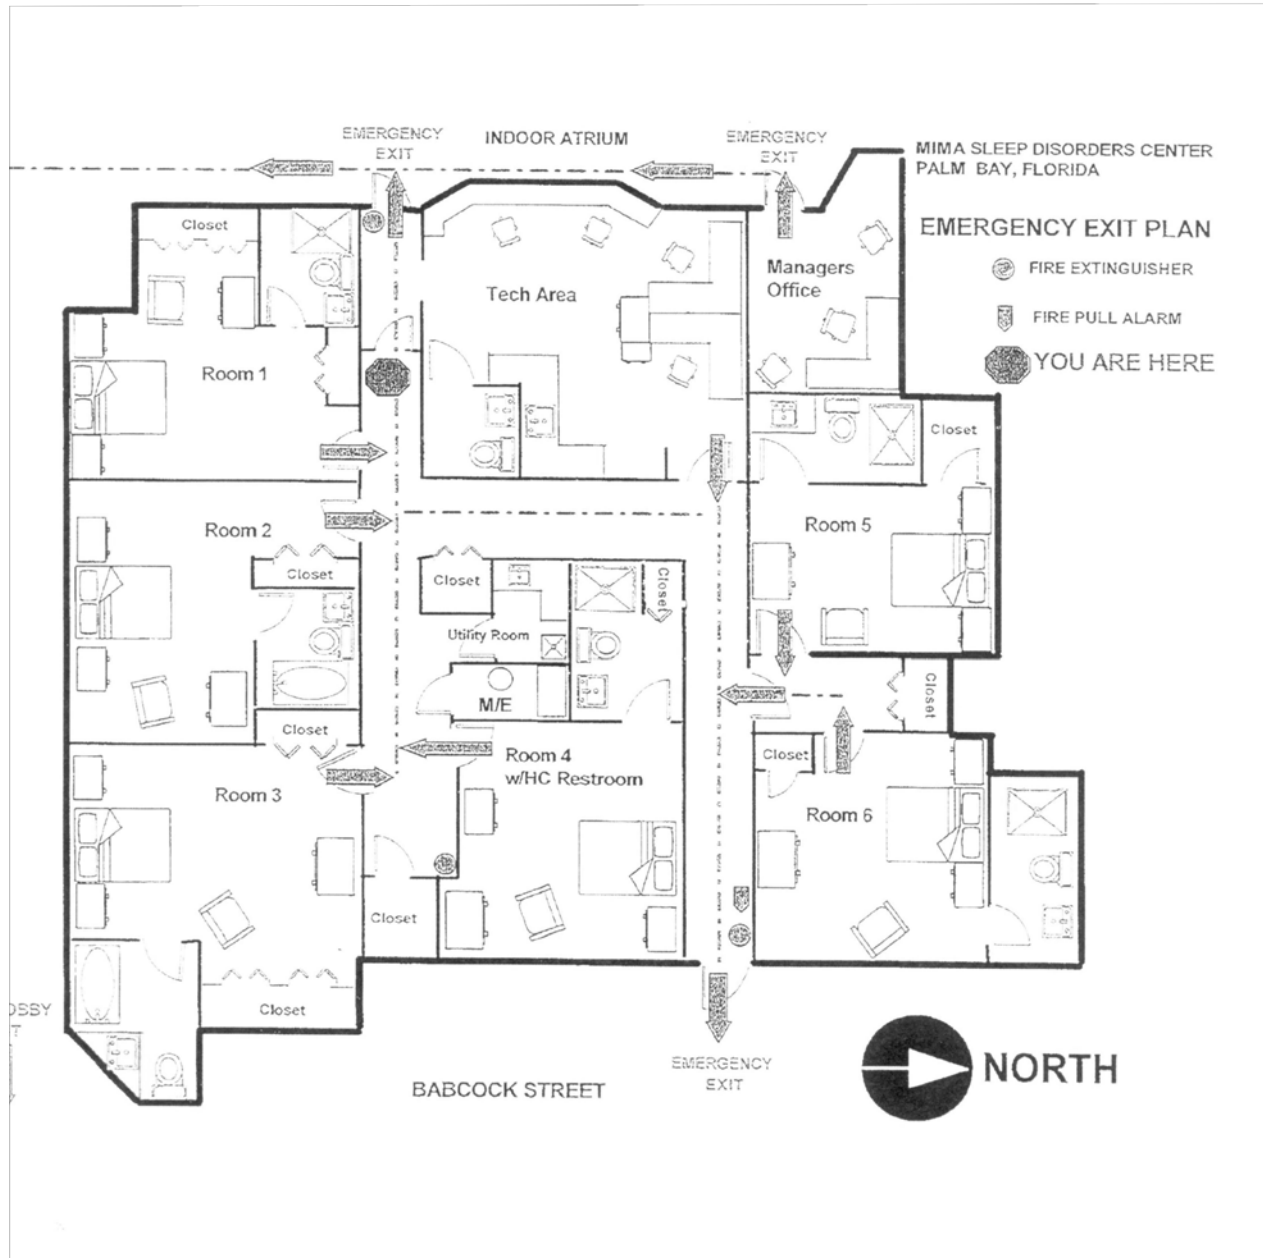 EMERGENCY
EXIT
INDOOR ATRIUM
EMERGENCY
EXIT
MIMA SLEEP DISORDERS CENTER
PALM BAY, FLORIDA
EMERGENCY EXIT PLAN
FIRE EXTINGUISHER
FIRE PULL ALARM
YOU ARE HERE
Closet
Tech Area
Managers
Office
Room 1
Closet
Room 2
Closet
Room 5
Closet
Closet
Utility Room
M/E
Closet
Closet
Room 3
Room 4
w/HC Restroom
Closet
Room 6
Closet
Closet
EMERGENCY
EXIT
BABCOCK STREET
NORTH